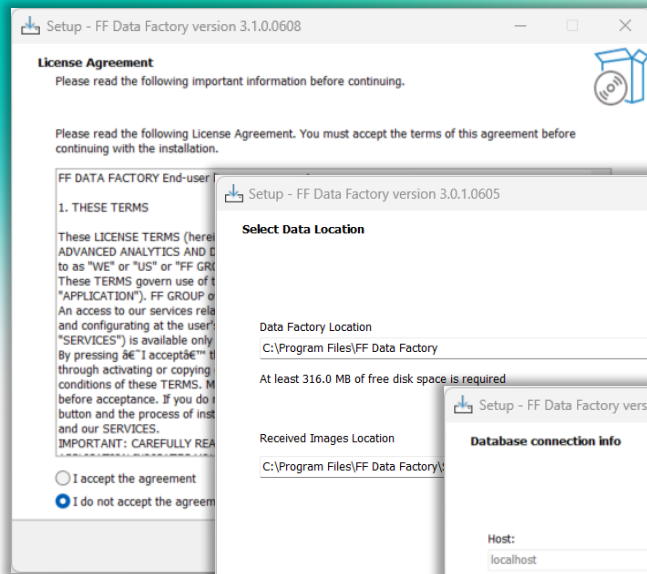 Setup - FF Data Factory version 3.1.0.0608
License Agreement
Please read the following important information before continuing.
Please read the following License Agreement. You must accept the terms of this agreement before
continuing with the installation.
FF DATA FACTORY End-user
1. THESE TERMS
These LICENSE TERMS (herei
ADVANCED ANALYTICS AND D
to as "WE" or "US" or "FF GRO
These TERMS govern use of t
"APPLICATION"). FF GROUP o
An access to our services rela
and configurating at the user'
"SERVICES") is available only
By pressing â€˜I acceptâ€™ th
through activating or copying
conditions of these TERMS. M
before acceptance. If you do n
button and the process of inst
and our SERVICES.
IMPORTANT: CAREFULLY REA
I accept the agreement
I do not accept the agreem
Setup - FF Data Factory version 3.0.1.0605
Select Data Location
Data Factory Location
C:\Program Files\FF Data Factory
At least 316.0 MB of free disk space is required
Received Images Location
C:\Program Files\FF Data Factory\
Setup - FF Data Factory vers
Database connection info
Host:
localhost